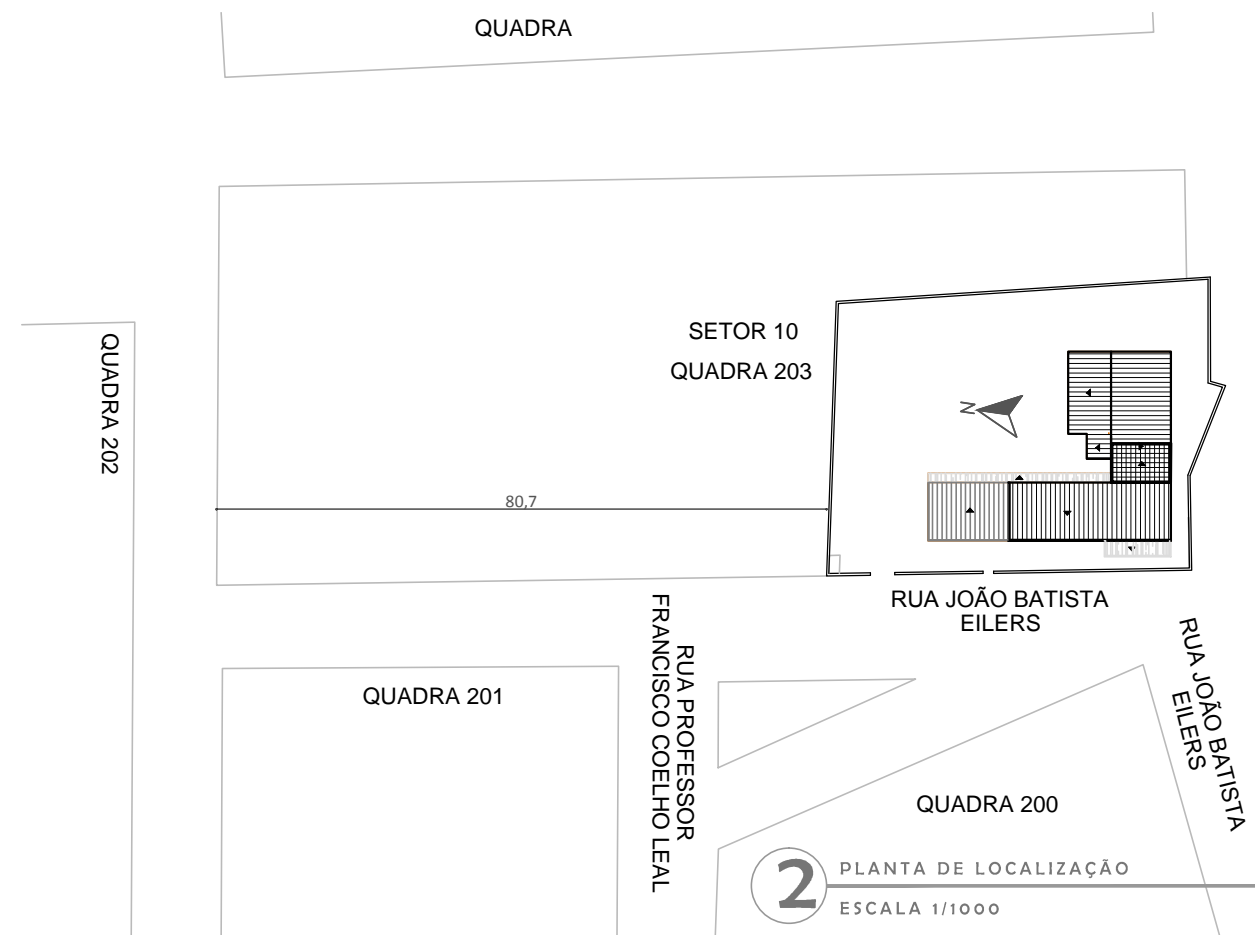 QUADRA
SETOR 10
QUADRA 203
QUADRA 202
N
80,7
RUA JOÃO BATISTA
EILERS
RUA PROFESSOR
FRANCISCO COELHO LEAL
RUA JOÃO BATISTA
EILERS
QUADRA 201
QUADRA 200
2
PLANTA DE LOCALIZAÇÃO
ESCALA 1/1000